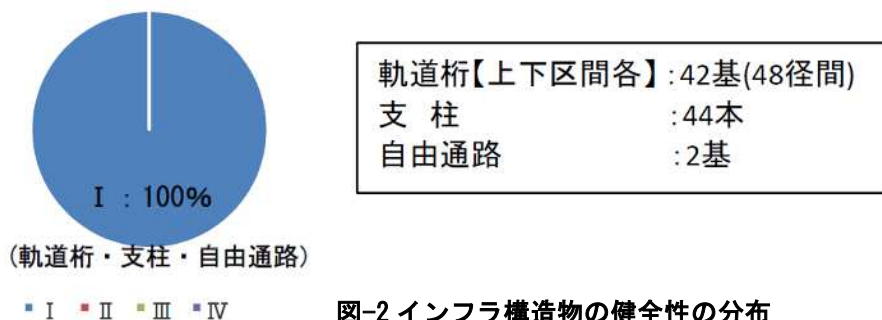 Ⅰ : 100%
(軌道桁・支柱・自由通路)
Ⅰ Ⅱ Ⅲ Ⅳ
軌道桁【上下区間各】:42基(48径間)
支 柱 :44本
自由通路 :2基
図-2 インフラ構造物の健全性の分布